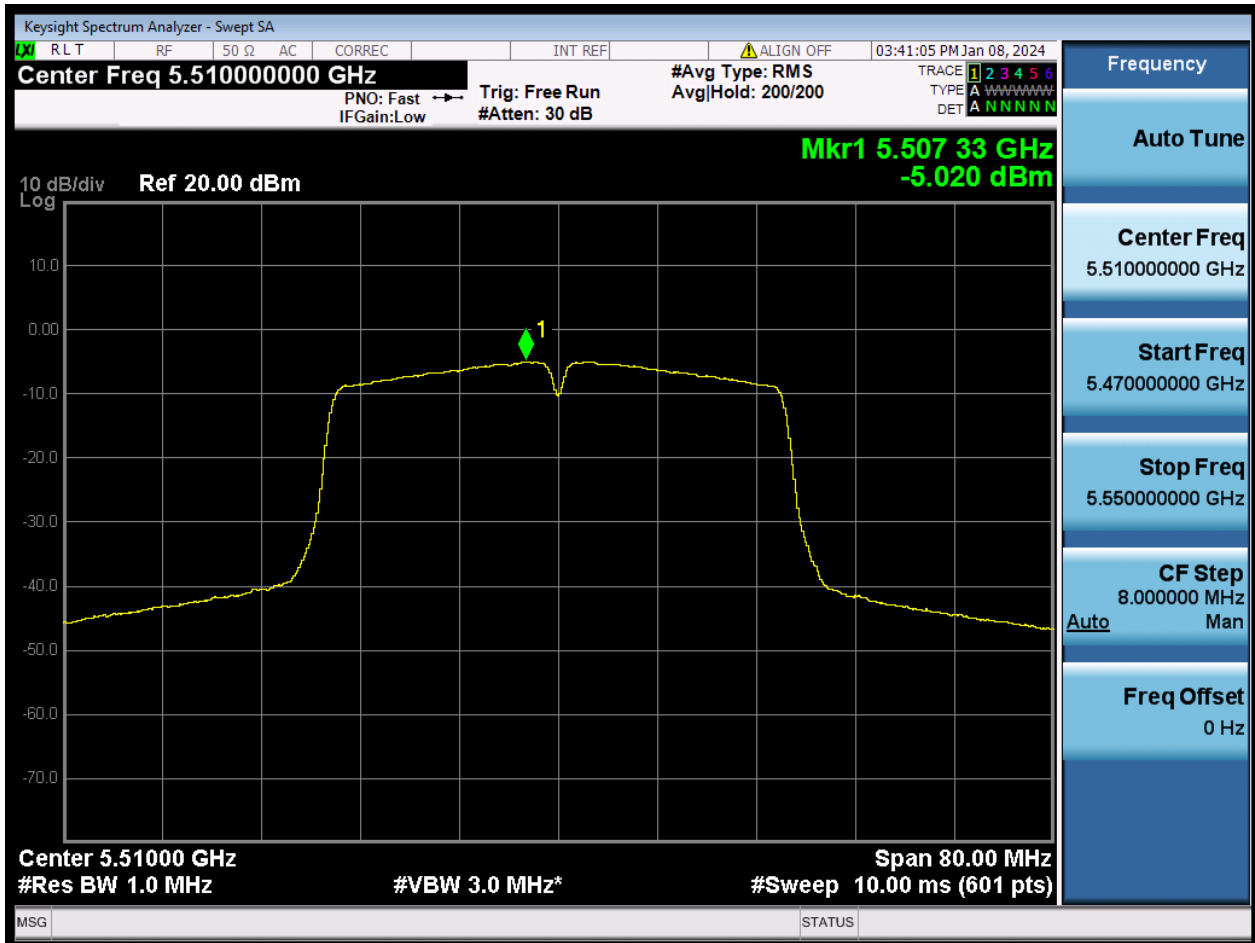 Keysight Spectrum Analyzer - Swept SA
LXI RLT RF 50 Ω AC CORREC INT REF ALIGN OFF 03:41:05 PM Jan 08, 2024
Center Freq 5.510000000 GHz
PNO: Fast
IFGain:Low
Trig: Free Run
#Atten: 30 dB
#Avg Type: RMS
Avg|Hold: 200/200
TRACE 1 2 3 4 5 6
TYPE A WWWWW
DET A N N N N N
Mkr1 5.507 33 GHz
-5.020 dBm
10 dB/div Ref 20.00 dBm
Log
10.0
0.00
-10.0
-20.0
-30.0
-40.0
-50.0
-60.0
-70.0
1
Center 5.51000 GHz Span 80.00 MHz
#Res BW 1.0 MHz #VBW 3.0 MHz* #Sweep 10.00 ms (601 pts)
MSG STATUS
Frequency
Auto Tune
Center Freq
5.510000000 GHz
Start Freq
5.470000000 GHz
Stop Freq
5.550000000 GHz
CF Step
8.000000 MHz
Auto Man
Freq Offset
0 Hz